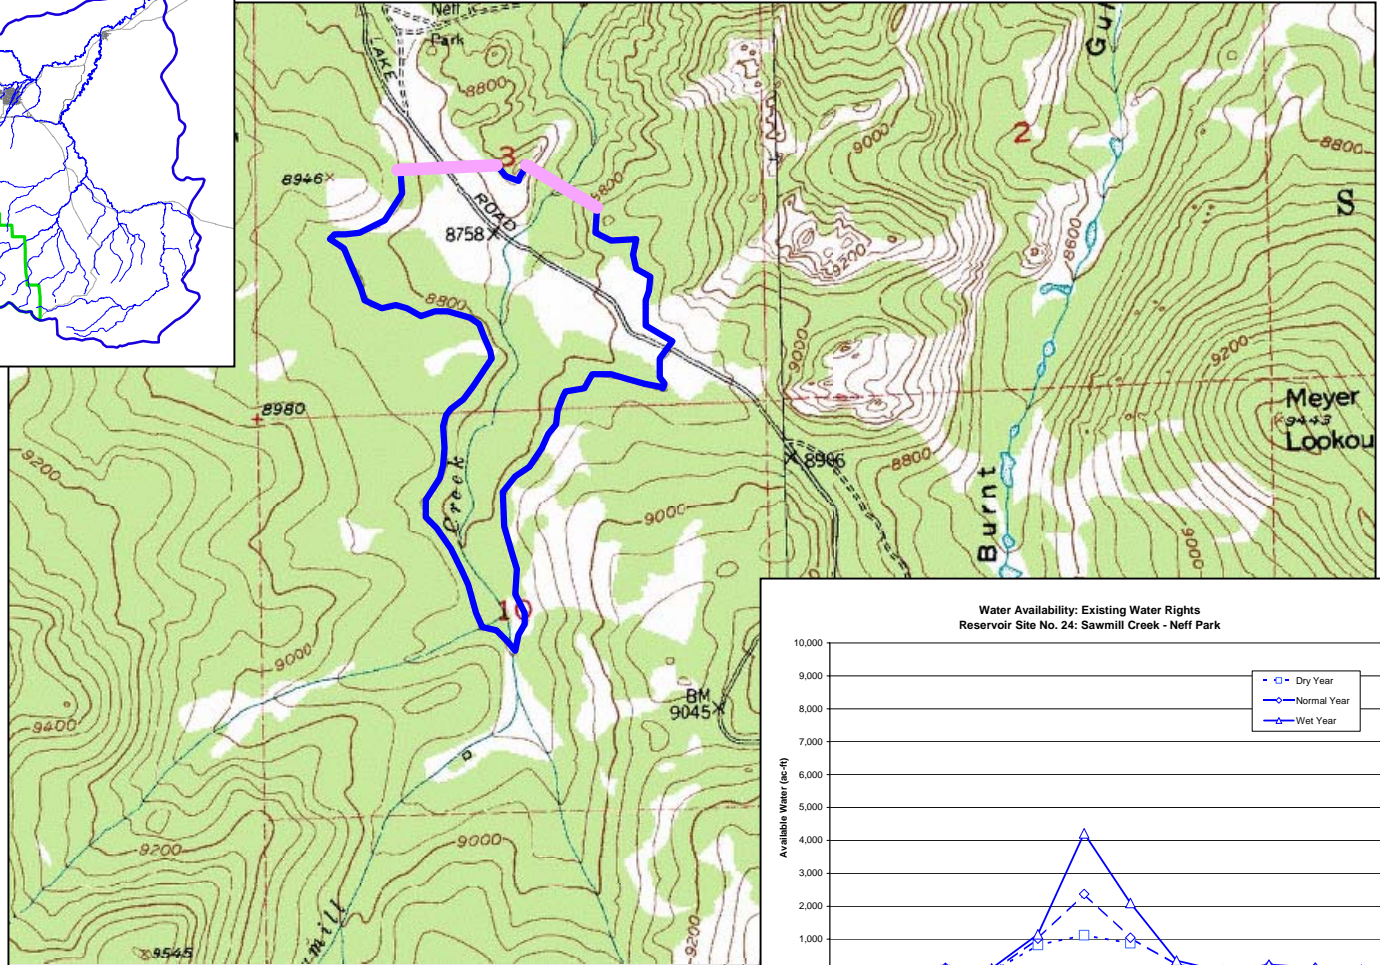 Neff
Park
LAKE
Gul
8800
9000
2
8800
3
8946
8800
S
ROAD
8758
8600
9200
8800
9000
9200
8980
Meyer
9443
Lookou
9200
8906
8800
Creek
Burnt
9000
9000
10
9000
BM
9045
9400
9200
9000
mill
9200
9545
Water Availability: Existing Water Rights
Reservoir Site No. 24: Sawmill Creek - Neff Park
10,000
9,000
8,000
7,000
6,000
5,000
4,000
3,000
2,000
1,000
Available Water (ac-ft)
Dry Year
Normal Year
Wet Year